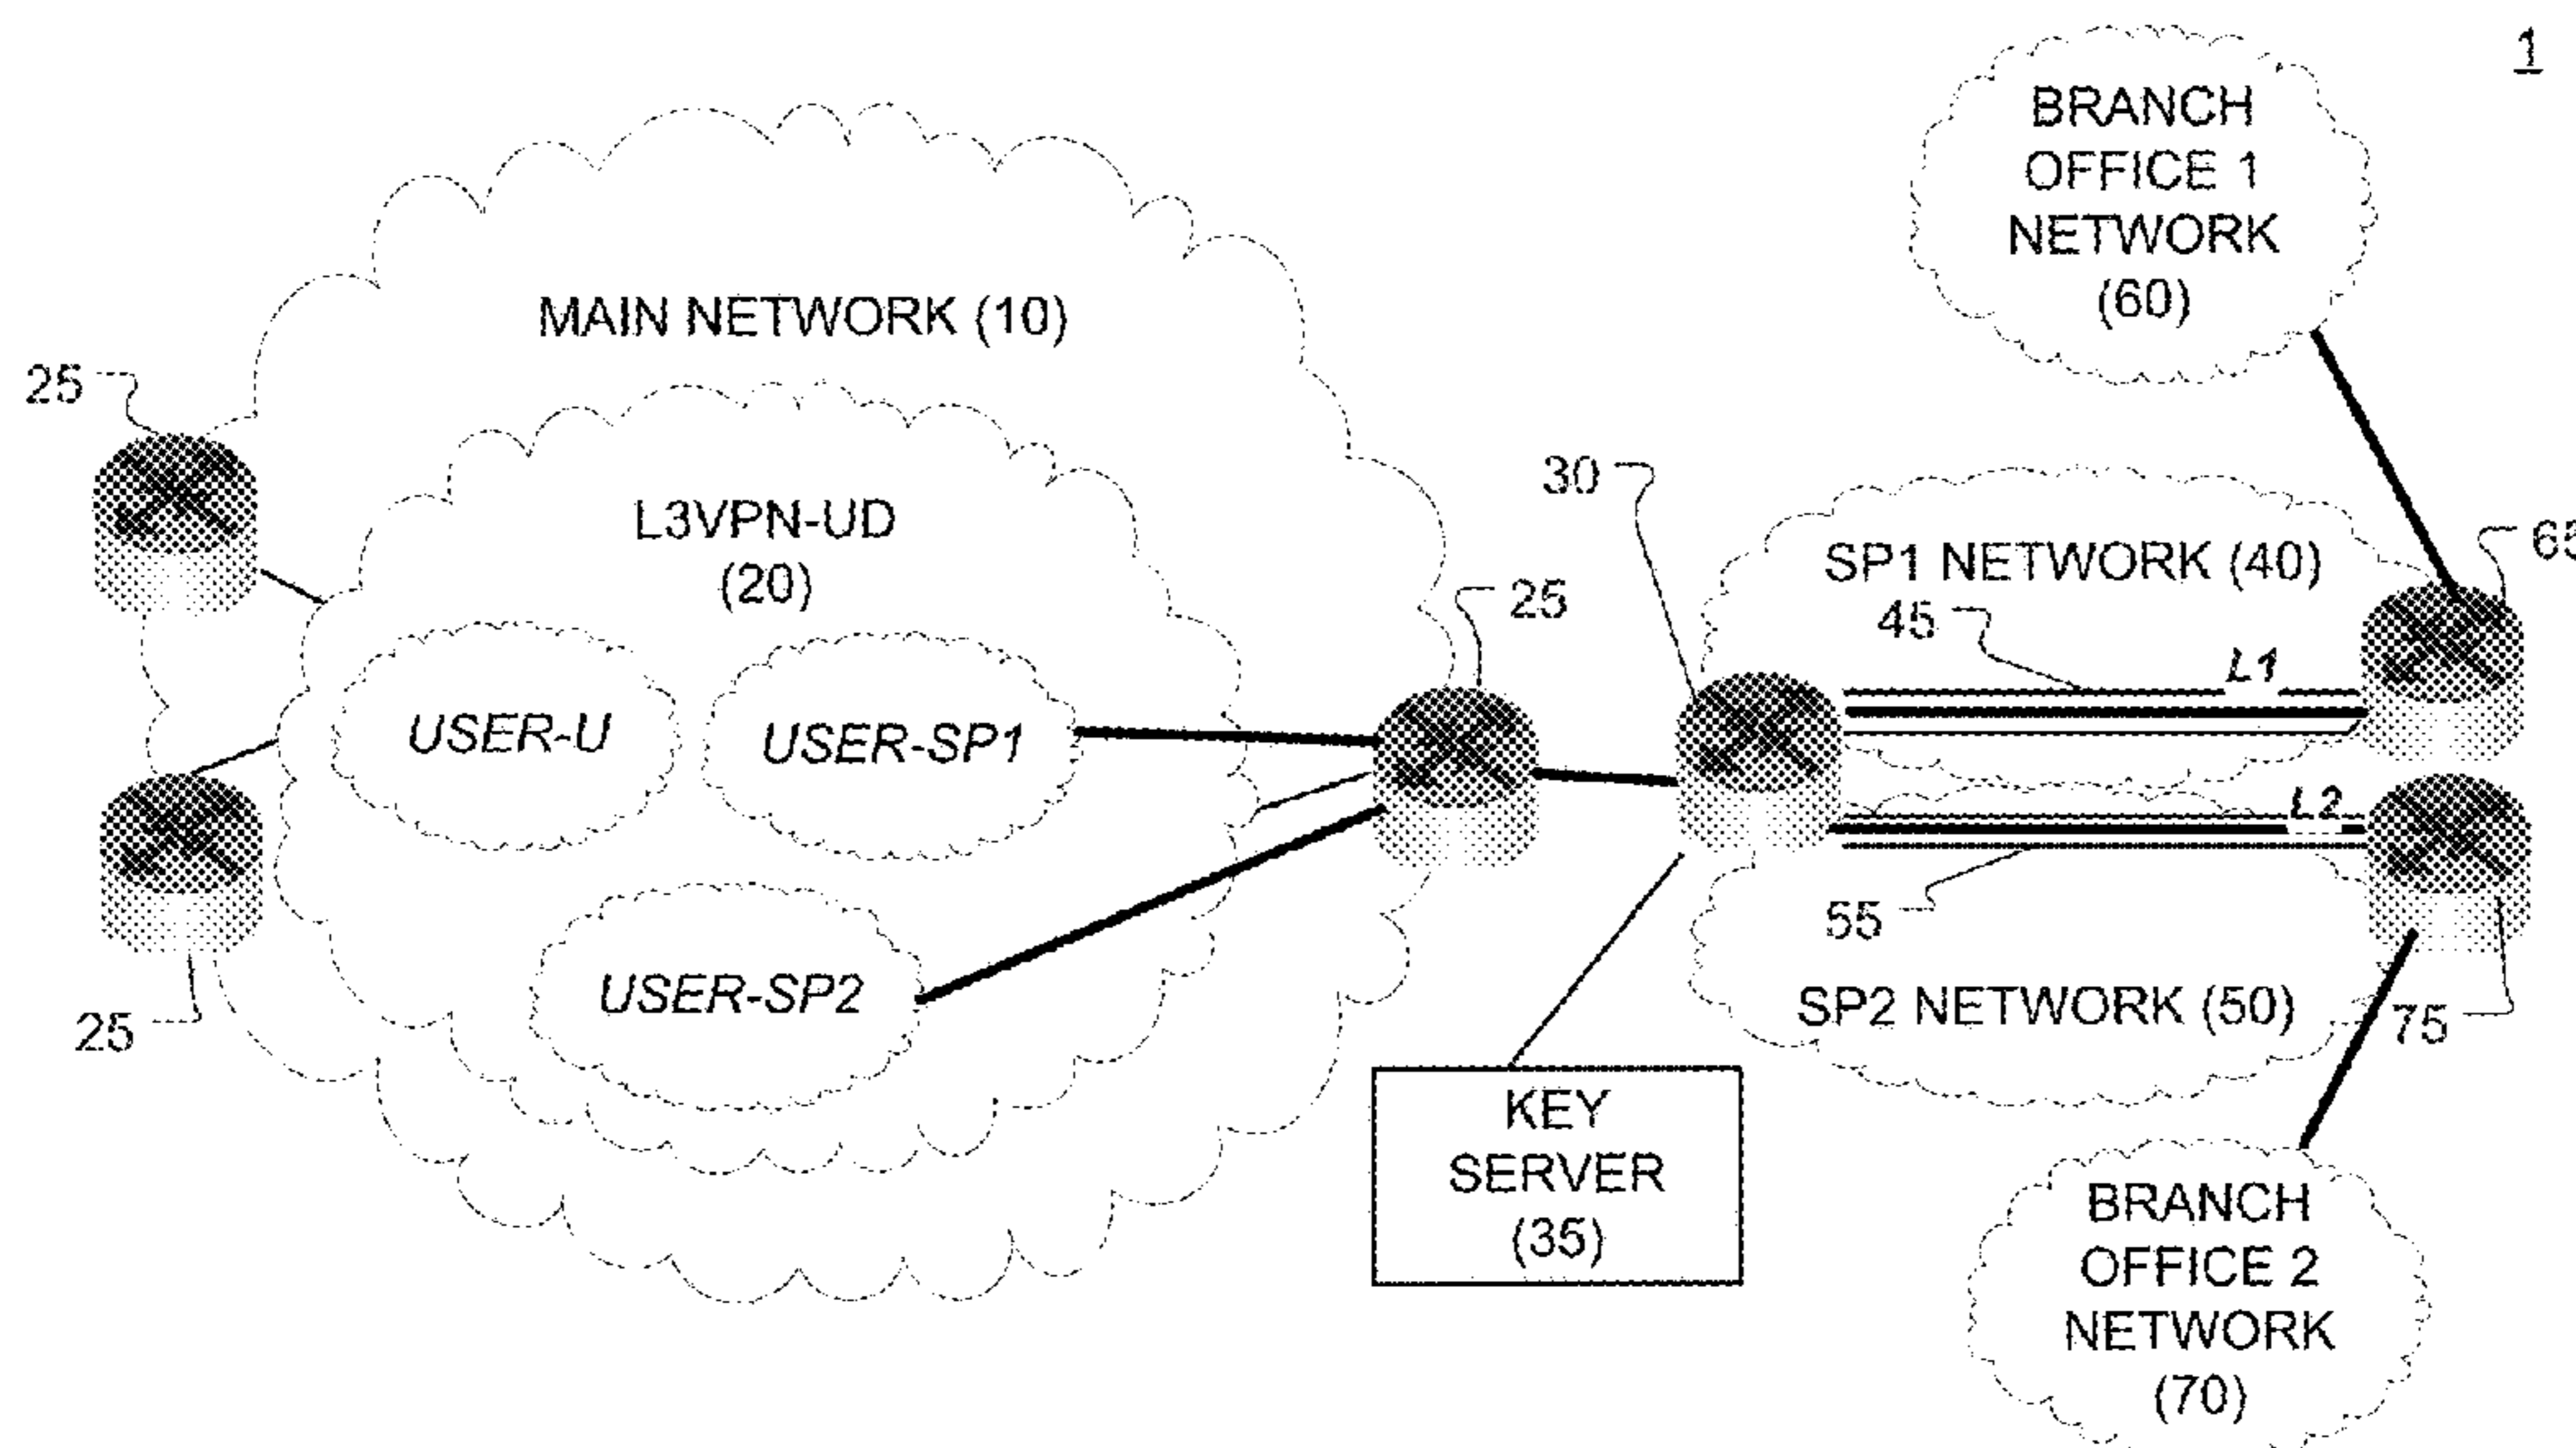 1
BRANCH
OFFICE 1
NETWORK
(60)
MAIN NETWORK (10)
25
30
L3VPN-UD
(20)
SP1 NETWORK (40)
65
25
45
L1
USER-U
USER-SP1
L2
55
USER-SP2
SP2 NETWORK (50)
75
25
KEY
SERVER
(35)
BRANCH
OFFICE 2
NETWORK
(70)